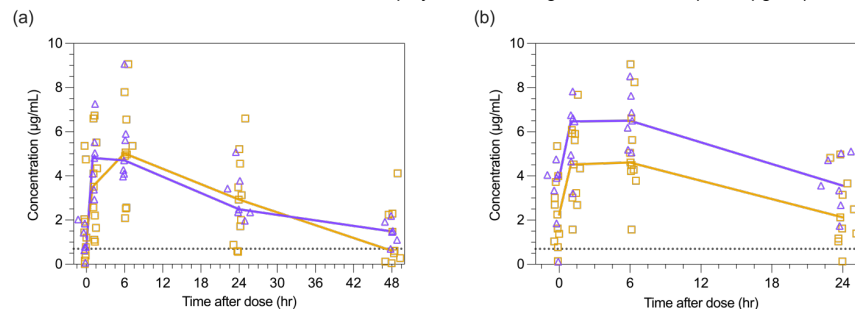 (a)
(b)
10
8
6
4
2
0
Concentration (µg/mL)
0 6 12 18 24 30 36 42 48
Time after dose (hr)
10
8
6
4
2
0
Concentration (µg/mL)
0 6 12 18 24
Time after dose (hr)